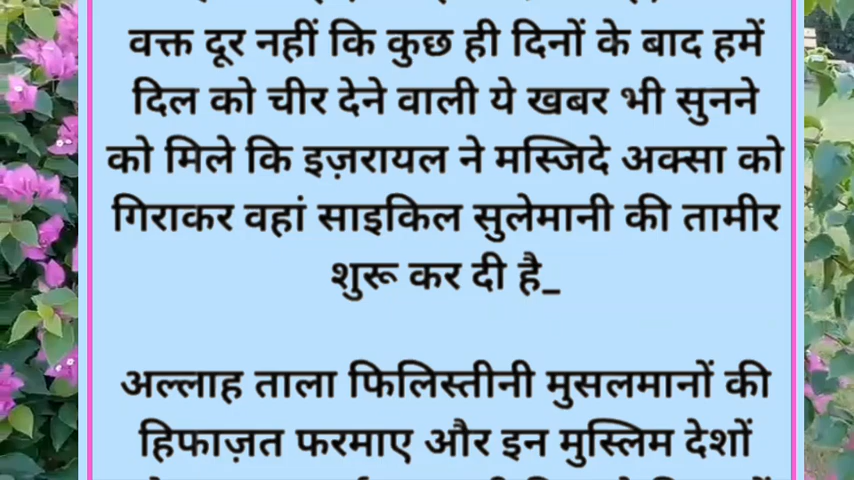 वक्त दूर नहीं कि कुछ ही दिनों के बाद हमें
दिल को चीर देने वाली ये खबर भी सुनने
को मिले कि इज़रायल ने मस्जिदे अक्सा को
गिराकर वहां साइकिल सुलेमानी की तामीर
शुरू कर दी है_
अल्लाह ताला फिलिस्तीनी मुसलमानों की
हिफाज़त फरमाए और इन मुस्लिम देशों